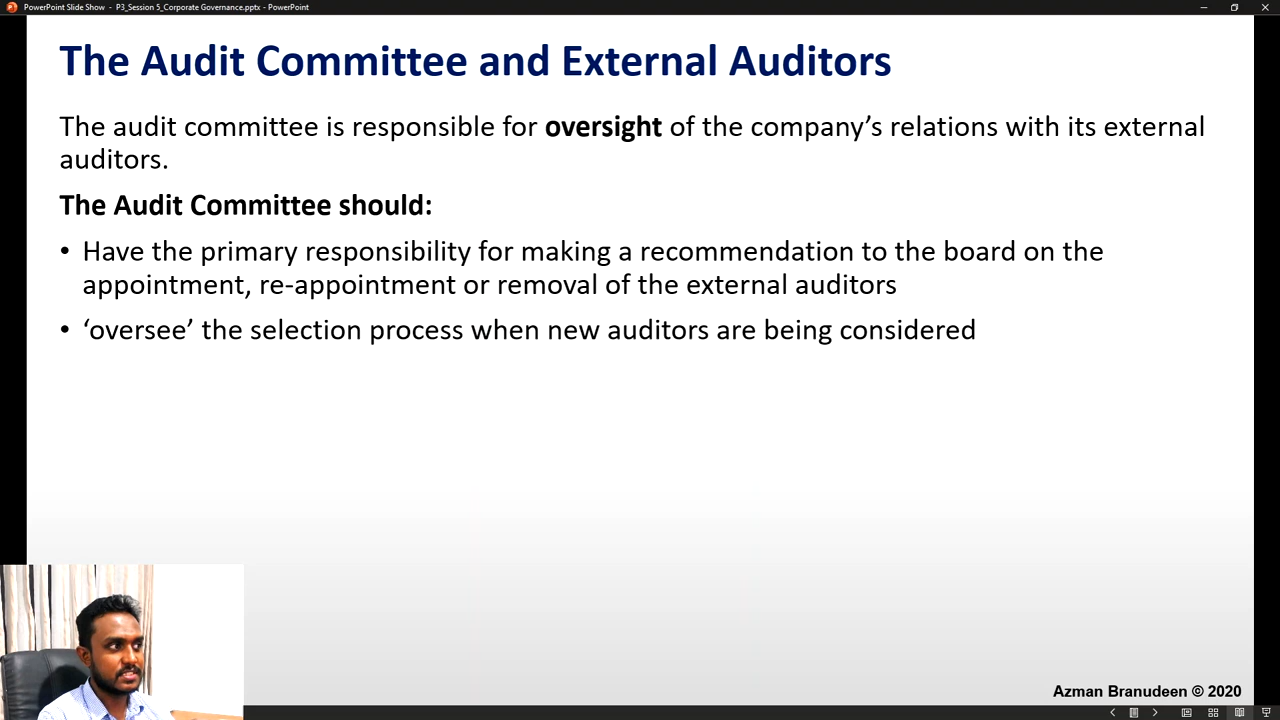 PowerPoint Slide Show - P3_Session 5_Corporate Governance.pptx - PowerPoint
The Audit Committee and External Auditors
The audit committee is responsible for oversight of the company’s relations with its external
auditors.
The Audit Committee should:
• Have the primary responsibility for making a recommendation to the board on the
appointment, re-appointment or removal of the external auditors
• ‘oversee’ the selection process when new auditors are being considered
Azman Branudeen © 2020